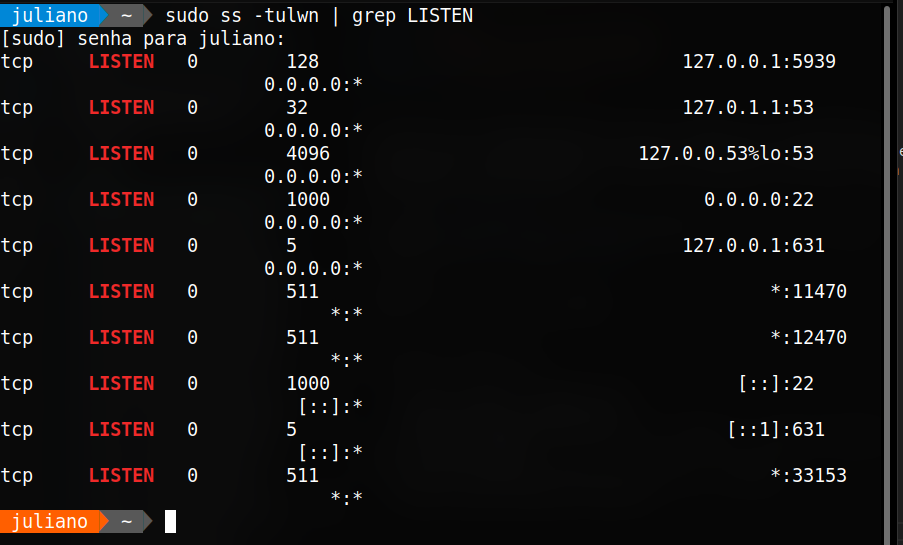 juliano ~ sudo ss -tulwn | grep LISTEN
[sudo] senha para juliano:
tcp LISTEN 0 128 127.0.0.1:5939
0.0.0.0:*
tcp LISTEN 0 32 127.0.1.1:53
0.0.0.0:*
tcp LISTEN 0 4096 127.0.0.53%lo:53
0.0.0.0:*
tcp LISTEN 0 1000 0.0.0.0:22
0.0.0.0:*
tcp LISTEN 0 5 127.0.0.1:631
0.0.0.0:*
tcp LISTEN 0 511 *:11470
*:*
tcp LISTEN 0 511 *:12470
*:*
tcp LISTEN 0 1000 [::]:22
[::]:*
tcp LISTEN 0 5 [::1]:631
[::]:*
tcp LISTEN 0 511 *:33153
*:*
juliano ~